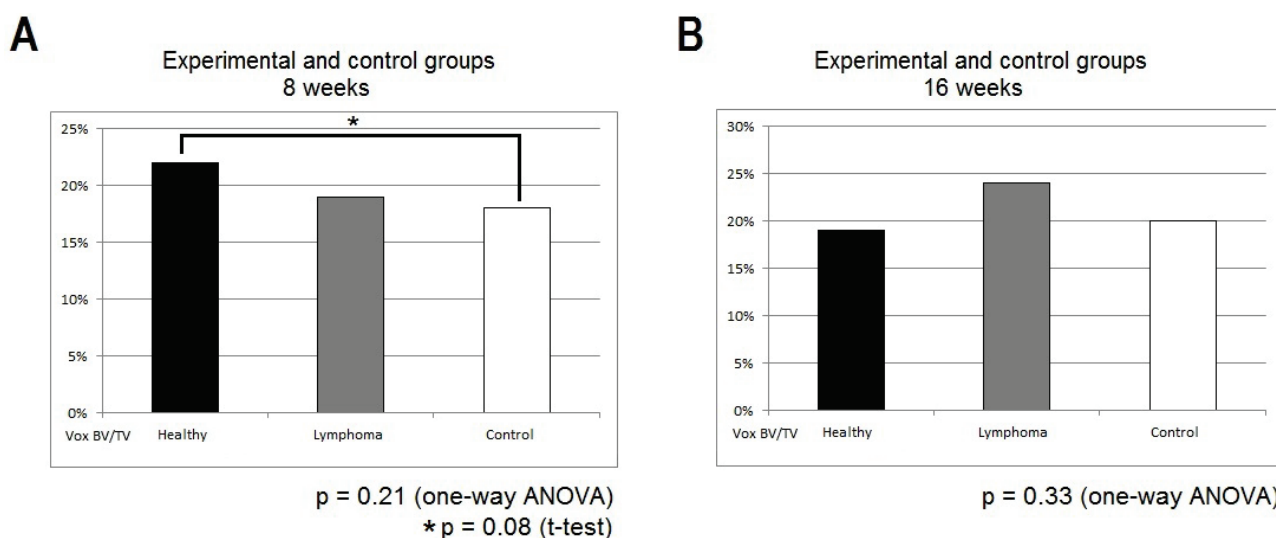 A
Experimental and control groups
8 weeks
*
25%
20%
15%
10%
5%
0%
Vox BV/TV Healthy Lymphoma Control
p = 0.21 (one-way ANOVA)
* p = 0.08 (t-test)
B
Experimental and control groups
16 weeks
30%
25%
20%
15%
10%
5%
0%
Vox BV/TV Healthy Lymphoma Control
p = 0.33 (one-way ANOVA)